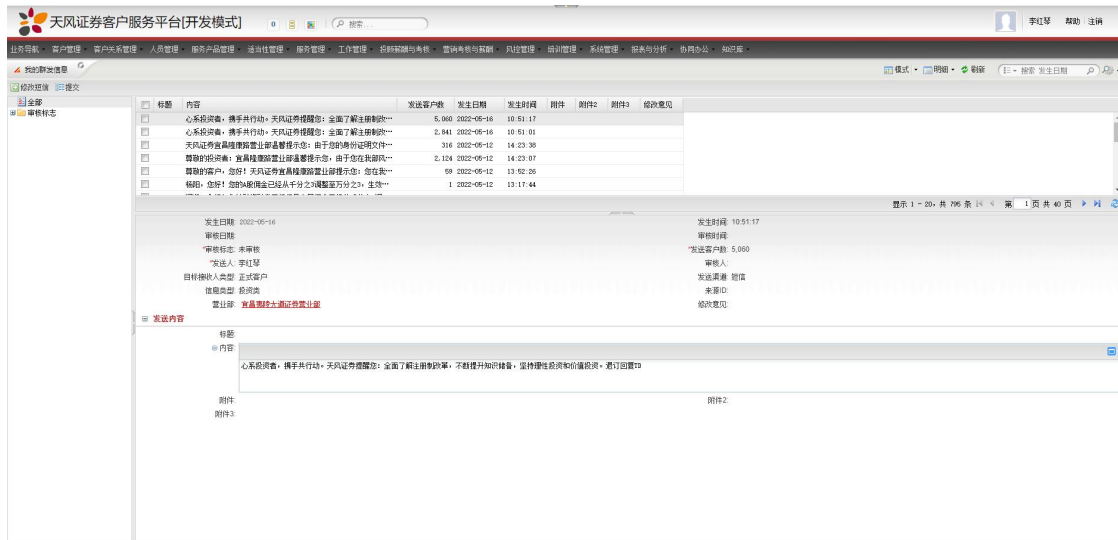 天风证券客户服务平台[开发模式] 0 搜索... 李红琴 帮助 注销
业务导航 客户管理 客户关系管理 人员管理 服务产品管理 适当性管理 服务管理 工作管理 投顾薪酬与考核 营销考核与薪酬 风控管理 培训管理 系统管理 报表与分析 协同办公 知识库
我的群发信息 模式 明细 刷新 搜索 发生日期
修改短信 提交
全部
审核标志
标题 内容 发送客户数 发生日期 发生时间 附件 附件2 附件3 修改意见
心系投资者，携手共行动。天风证券提醒您：全面了解注册制改… 5,060 2022-05-16 10:51:17
心系投资者，携手共行动。天风证券提醒您：全面了解注册制改… 2,841 2022-05-16 10:51:01
天风证券宜昌隆康路营业部温馨提示您：由于您的身份证明文件… 316 2022-05-12 14:23:38
尊敬的投资者：宜昌隆康路营业部温馨提示您，由于您在我部风… 2,124 2022-05-12 14:23:07
尊敬的客户，您好！天风证券宜昌隆康路营业部提示您：您在我… 59 2022-05-12 13:52:26
杨阳，您好！您的A股佣金已经从千分之3调整至万分之3，生效… 1 2022-05-12 13:17:44
显示 1 - 20，共 795 条 第 1 页 共 40 页
发生日期: 2022-05-16 发生时间: 10:51:17
审核日期: 审核时间:
*审核标志: 未审核 *发送客户数: 5,060
*发送人: 李红琴 审核人:
目标接收人类型: 正式客户 发送渠道: 短信
信息类型: 投资类 来源ID:
营业部: 宜昌夷陵大道证券营业部 修改意见:
发送内容
标题:
内容:
心系投资者，携手共行动。天风证券提醒您：全面了解注册制改革，不断提升知识储备，坚持理性投资和价值投资。退订回复TD
附件: 附件2:
附件3: